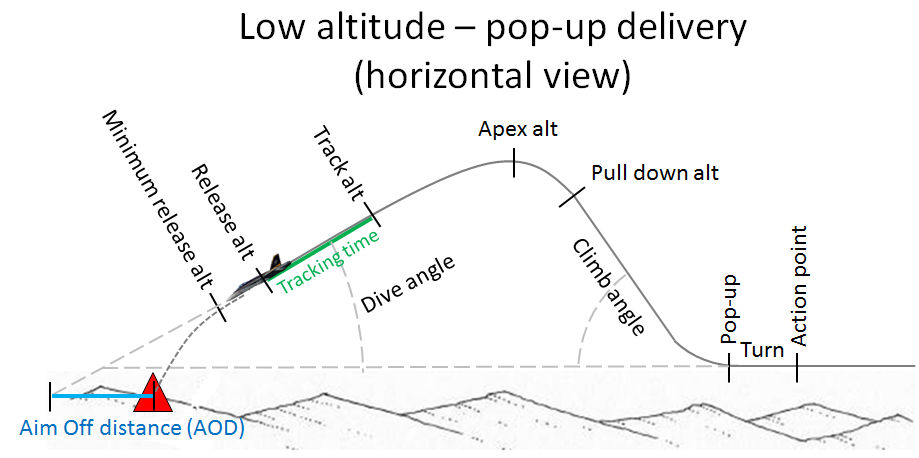 Low altitude – pop-up delivery
(horizontal view)
Apex alt
Pull down alt
Track alt
Release alt
Minimum release alt
Tracking time
Dive angle
Climb angle
Pop-up
Turn
Action point
Aim Off distance (AOD)